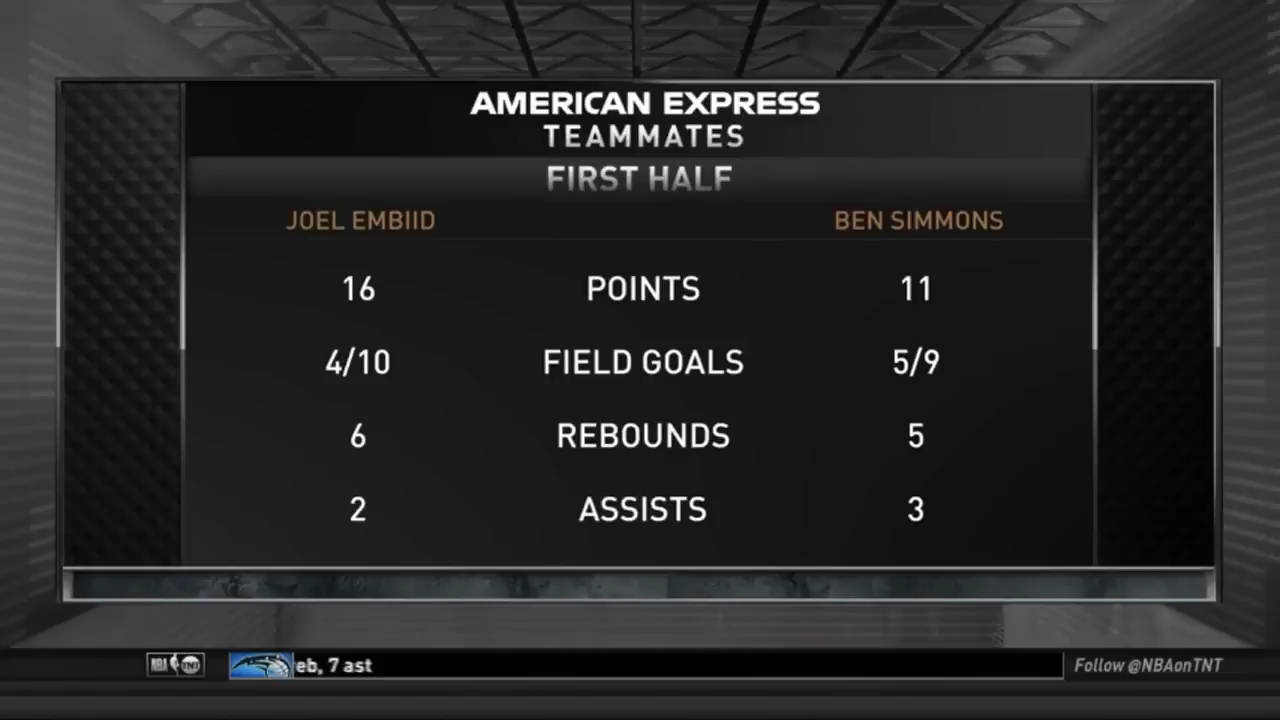 AMERICAN EXPRESS
TEAMMATES
FIRST HALF
JOEL EMBIID BEN SIMMONS
16 POINTS 11
4/10 FIELD GOALS 5/9
6 REBOUNDS 5
2 ASSISTS 3
NBA TNT eb, 7 ast Follow @NBAonTNT